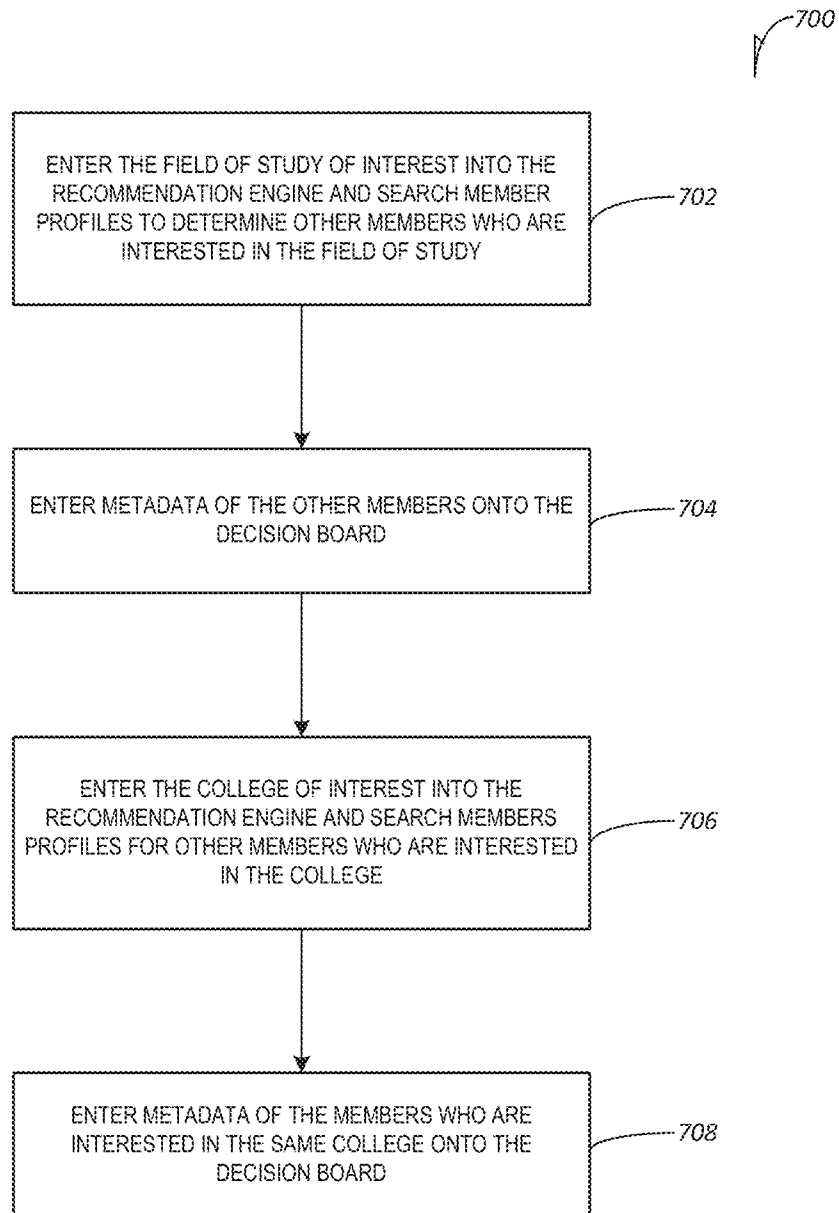 700
ENTER THE FIELD OF STUDY OF INTEREST INTO THE
RECOMMENDATION ENGINE AND SEARCH MEMBER
PROFILES TO DETERMINE OTHER MEMBERS WHO ARE
INTERESTED IN THE FIELD OF STUDY
702
ENTER METADATA OF THE OTHER MEMBERS ONTO THE
DECISION BOARD
704
ENTER THE COLLEGE OF INTEREST INTO THE
RECOMMENDATION ENGINE AND SEARCH MEMBERS
PROFILES FOR OTHER MEMBERS WHO ARE INTERESTED
IN THE COLLEGE
706
ENTER METADATA OF THE MEMBERS WHO ARE
INTERESTED IN THE SAME COLLEGE ONTO THE
DECISION BOARD
708